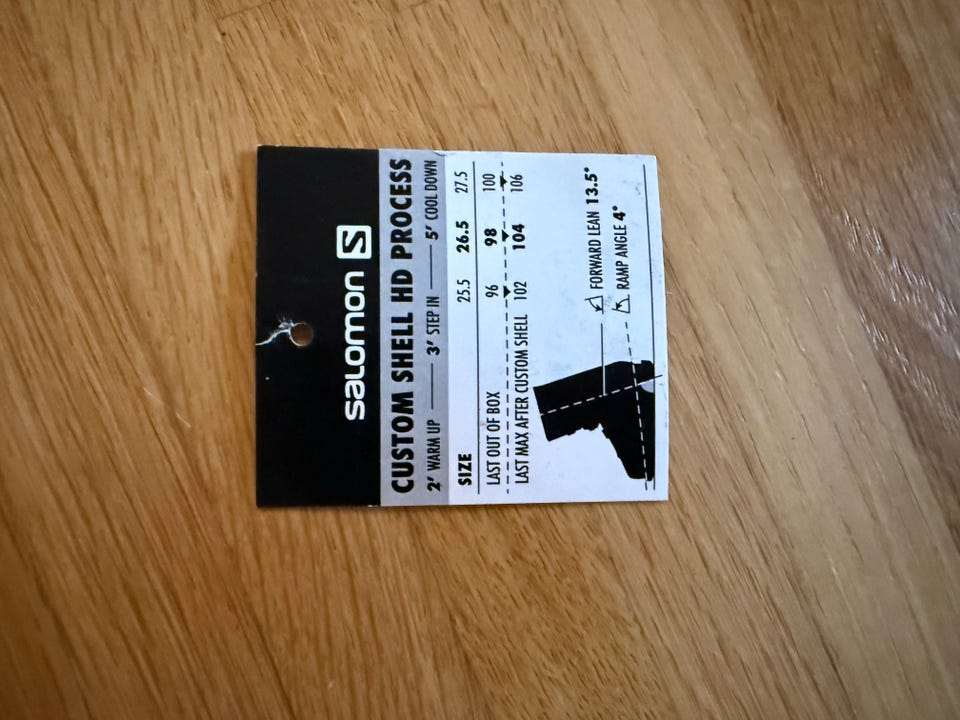 salomon S
CUSTOM SHELL HD PROCESS
2' WARM UP 3' STEP IN 5' COOL DOWN
SIZE 25.5 26.5 27.5
LAST OUT OF BOX 96 98 100
LAST MAX AFTER CUSTOM SHELL 102 104 106
FORWARD LEAN 13.5°
RAMP ANGLE 4°